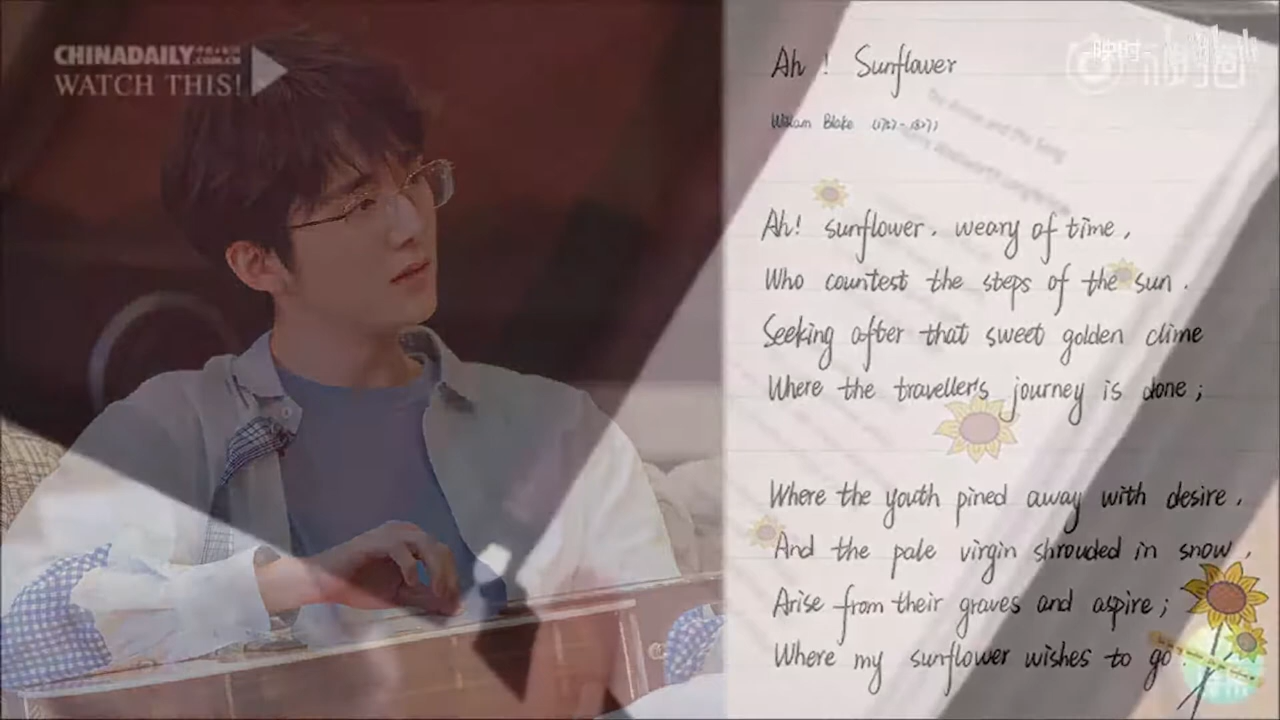 CHINADAILY
.COM.CN
WATCH THIS!
Ah! Sunflower
William Blake
Ah! sunflower. weary of time,
Who countest the steps of the sun.
Seeking after that sweet golden clime
Where the traveller's journey is done;
Where the youth pined away with desire,
And the pale virgin shrouded in snow,
Arise from their graves and aspire;
Where my sunflower wishes to go.